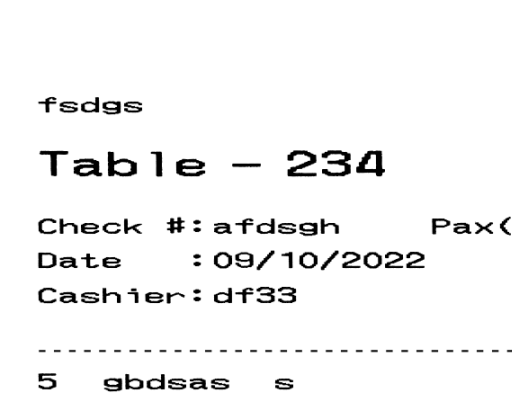 fsdgs
Table - 234
Check #: afdsgh Pax(
Date : 09/10/2022
Cashier: df33
--------------------------------
5 gbdsas s